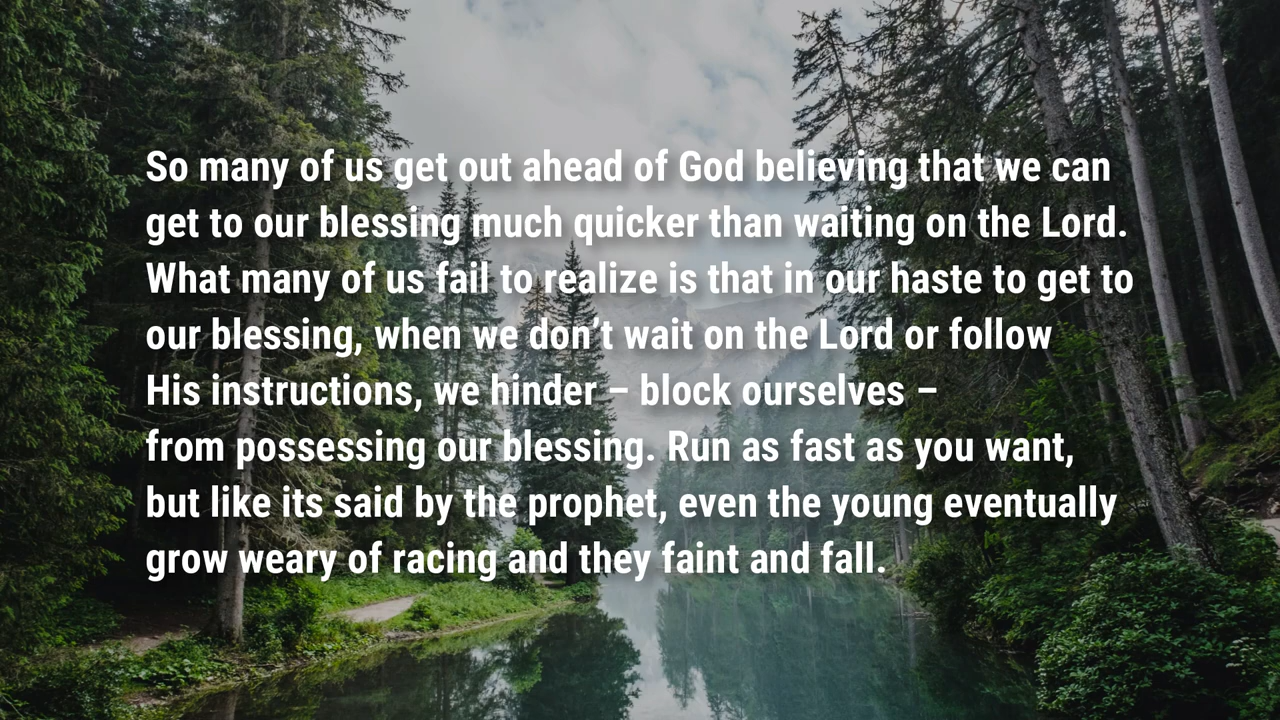 So many of us get out ahead of God believing that we can
get to our blessing much quicker than waiting on the Lord.
What many of us fail to realize is that in our haste to get to
our blessing, when we don’t wait on the Lord or follow
His instructions, we hinder – block ourselves –
from possessing our blessing. Run as fast as you want,
but like its said by the prophet, even the young eventually
grow weary of racing and they faint and fall.